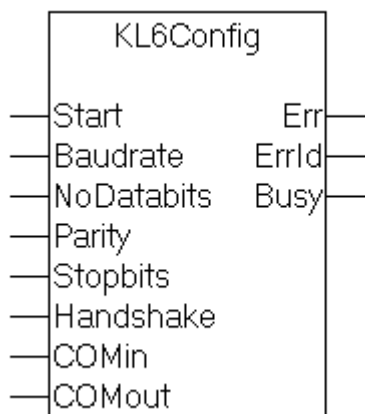 KL6Config
Start Err
Baudrate ErrId
NoDatabits Busy
Parity
Stopbits
Handshake
COMin
COMout